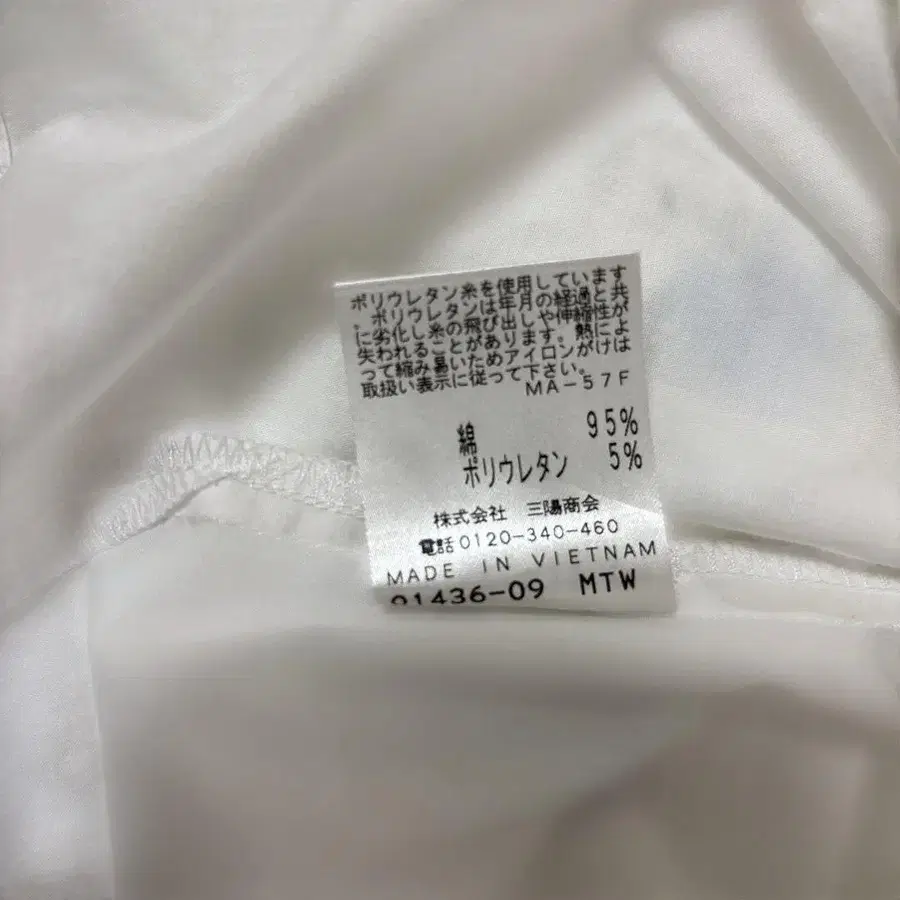 ポリウレタン糸を使用しています
。ポリウレタンは年月の経過と共
に劣化し糸の飛び出しや伸縮性が
失われることがあります。熱によ
って縮み易いためアイロンがけは
取扱い表示に従って下さい。
MA-57F
綿 95%
ポリウレタン 5%
株式会社 三陽商会
電話0120-340-460
MADE IN VIETNAM
91436-09 MTW